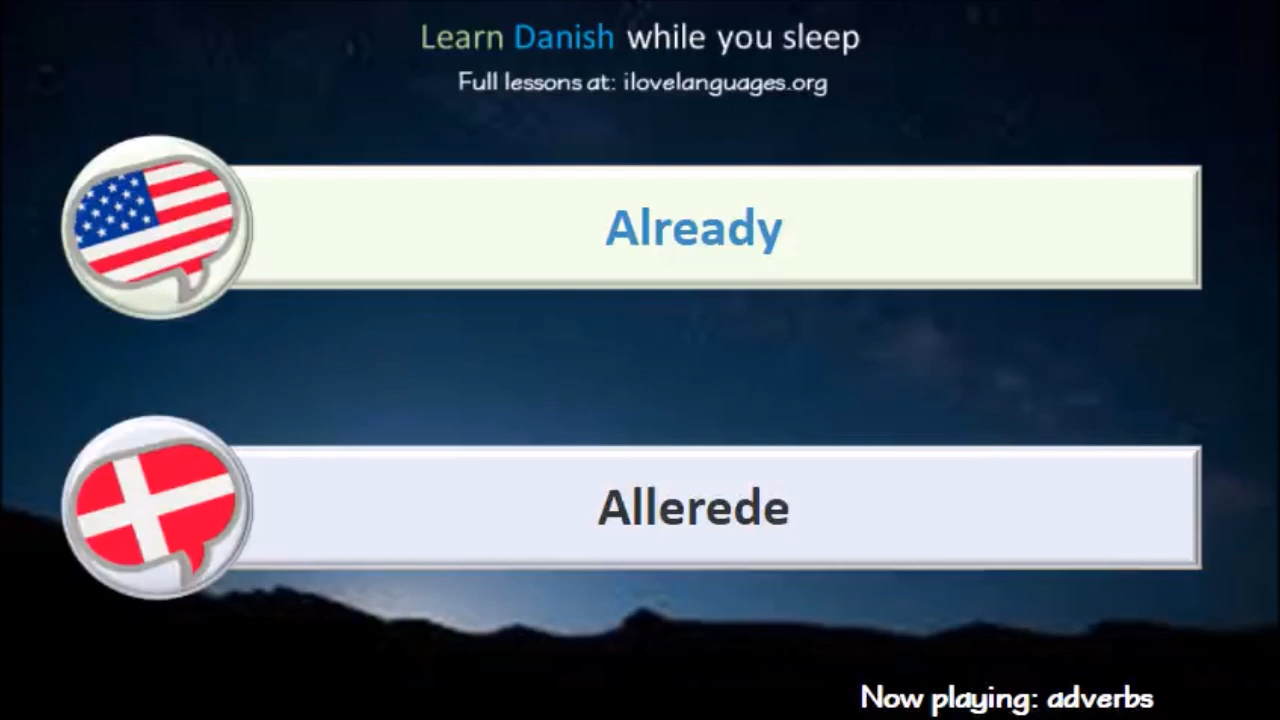 Learn Danish while you sleep
Full lessons at: ilovelanguages.org
Already
Allerede
Now playing: adverbs